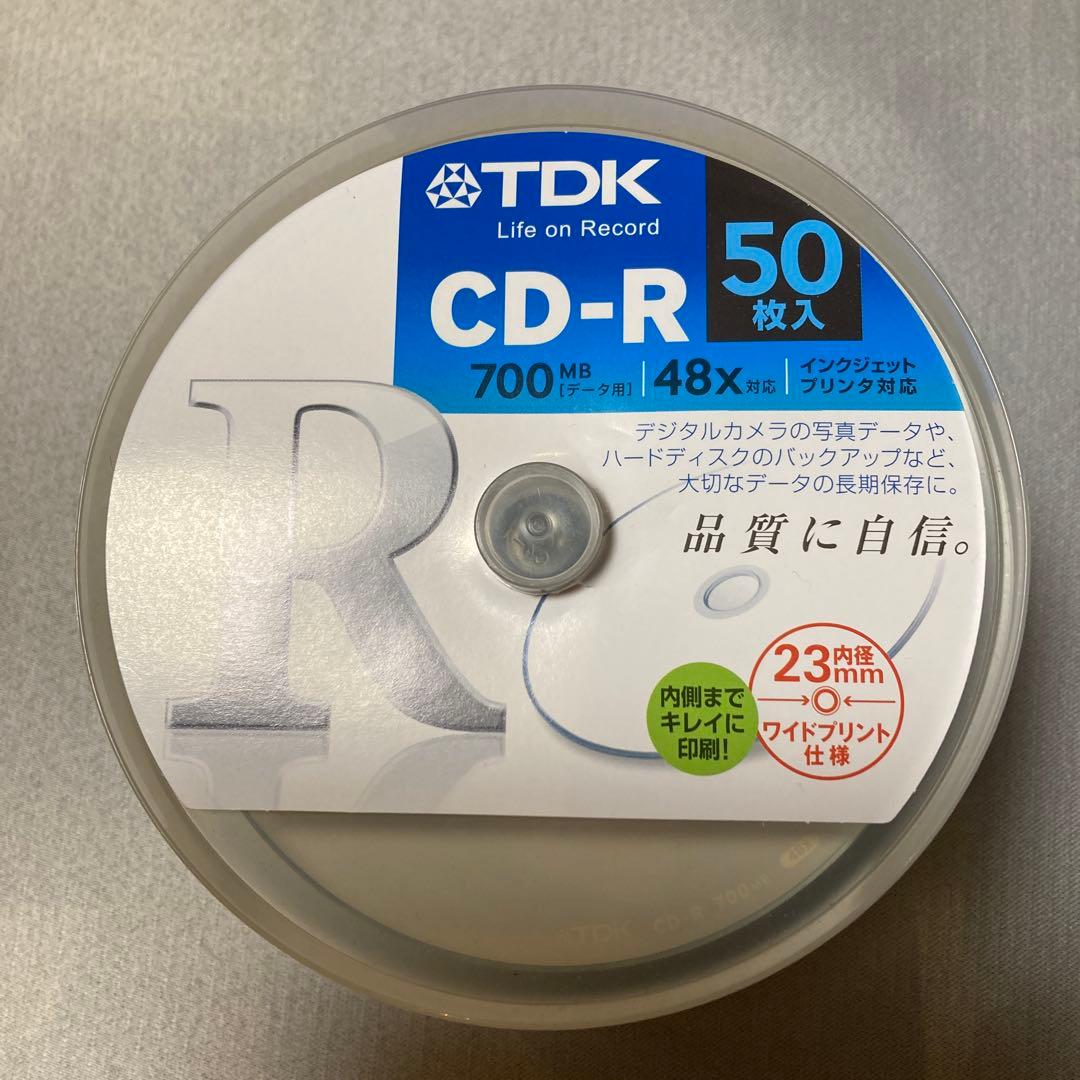 TDK
Life on Record
CD-R
50
枚入
700 MB [データ用]
48x対応
インクジェット
プリンタ対応
デジタルカメラの写真データや、
ハードディスクのバックアップなど、
大切なデータの長期保存に。
品質に自信。
R
内側まで
キレイに
印刷!
内径
23mm
ワイドプリント
仕様
TDK CD-R 700MB